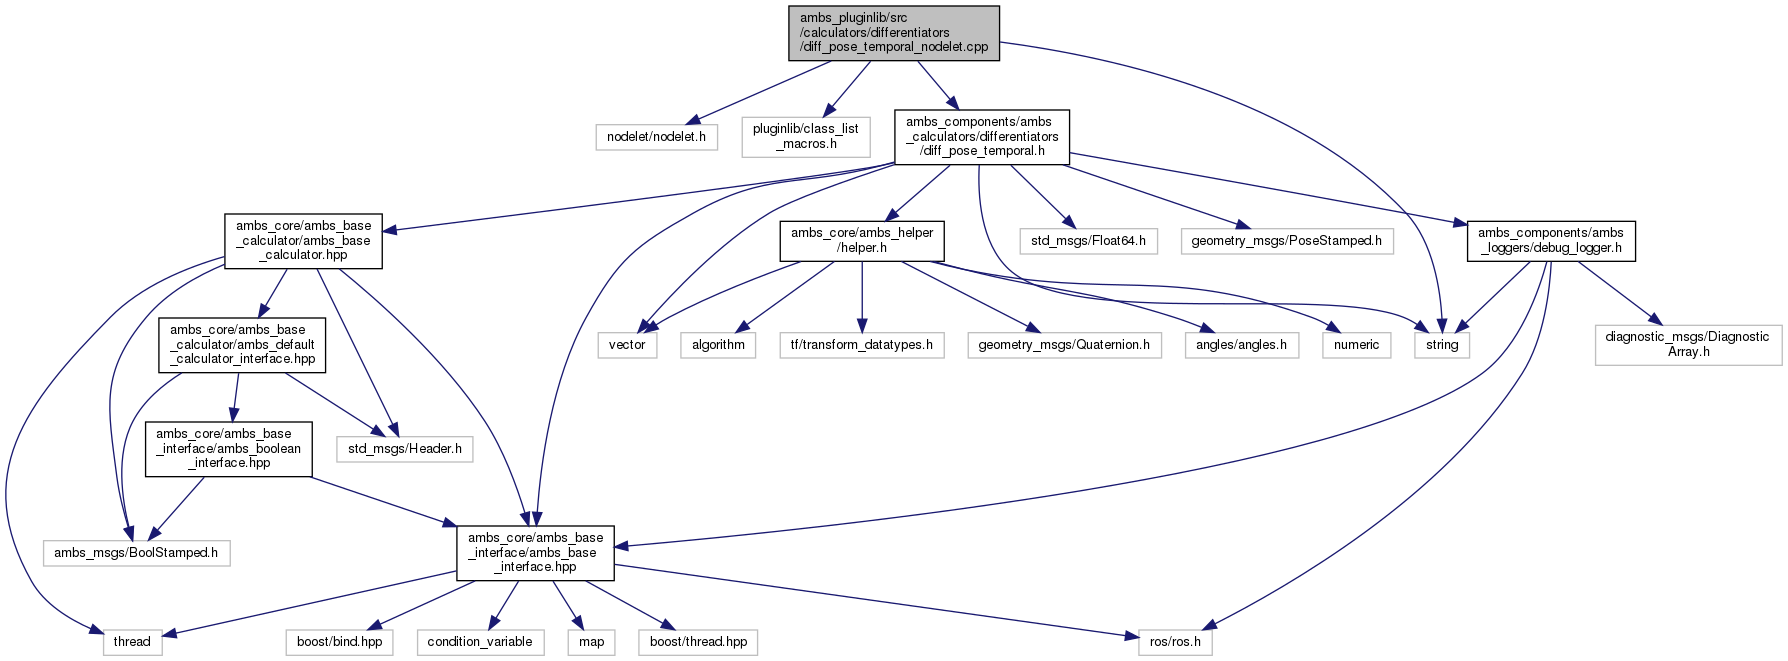 ambs_pluginlib/src
/calculators/differentiators
/diff_pose_temporal_nodelet.cpp
nodelet/nodelet.h
pluginlib/class_list
_macros.h
ambs_components/ambs
_calculators/differentiators
/diff_pose_temporal.h
ambs_core/ambs_base
_calculator/ambs_base
_calculator.hpp
ambs_core/ambs_helper
/helper.h
std_msgs/Float64.h
geometry_msgs/PoseStamped.h
ambs_components/ambs
_loggers/debug_logger.h
ambs_core/ambs_base
_calculator/ambs_default
_calculator_interface.hpp
vector
algorithm
tf/transform_datatypes.h
geometry_msgs/Quaternion.h
angles/angles.h
numeric
string
diagnostic_msgs/Diagnostic
Array.h
ambs_core/ambs_base
_interface/ambs_boolean
_interface.hpp
std_msgs/Header.h
ambs_msgs/BoolStamped.h
ambs_core/ambs_base
_interface/ambs_base
_interface.hpp
thread
boost/bind.hpp
condition_variable
map
boost/thread.hpp
ros/ros.h